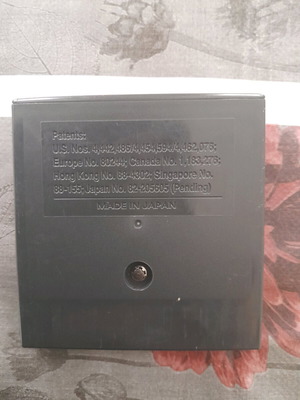 Patents:
U.S. Nos. 4,442,486/4,454,594/4,062,076;
Europe No. 80244; Canada No. 1,183,276;
Hong Kong No. 88-4302; Singapore No.
88-155; Japan No. 82-205605 (Pending)
MADE IN JAPAN